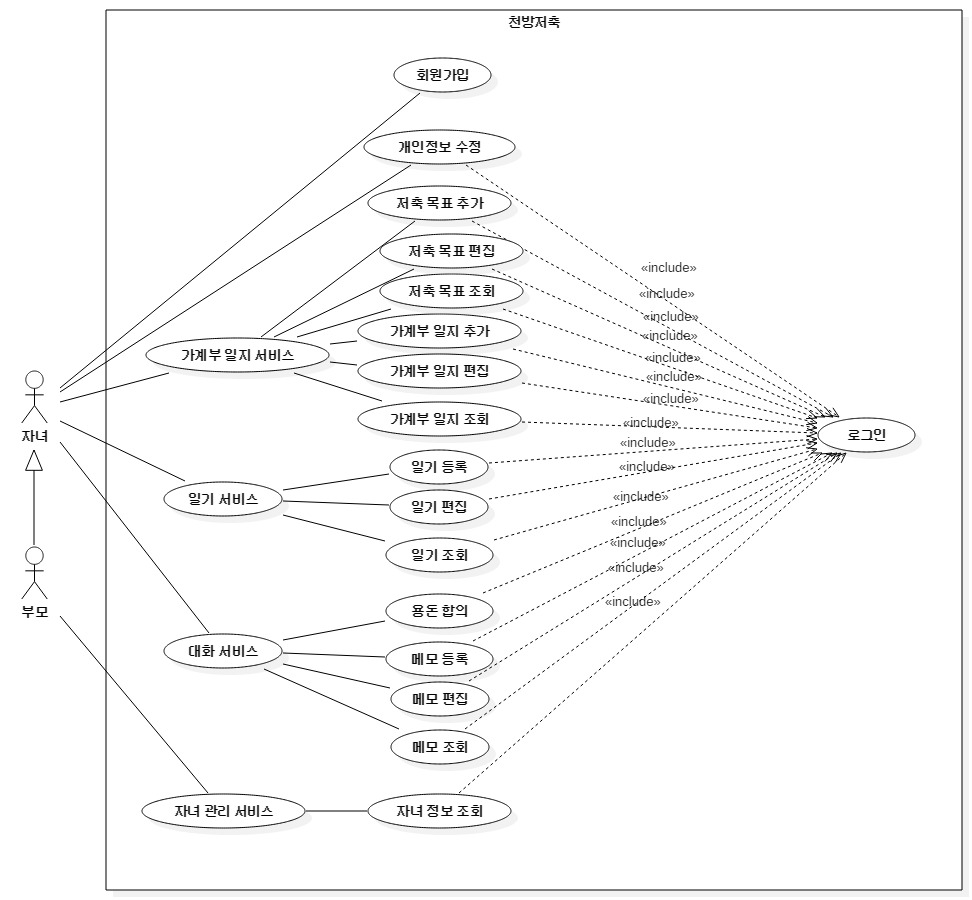 천방저축
회원가입
개인정보 수정
저축 목표 추가
저축 목표 편집
«include»
저축 목표 조회
«include»
«include»
가계부 일지 추가
«include»
가계부 일지 서비스
«include»
가계부 일지 편집
«include»
«include»
가계부 일지 조회
«include»
자녀
로그인
«include»
일기 등록
«include»
일기 서비스
«include»
일기 편집
«include»
«include»
일기 조회
«include»
«include»
부모
용돈 합의
대화 서비스
메모 등록
메모 편집
메모 조회
자녀 관리 서비스
자녀 정보 조회